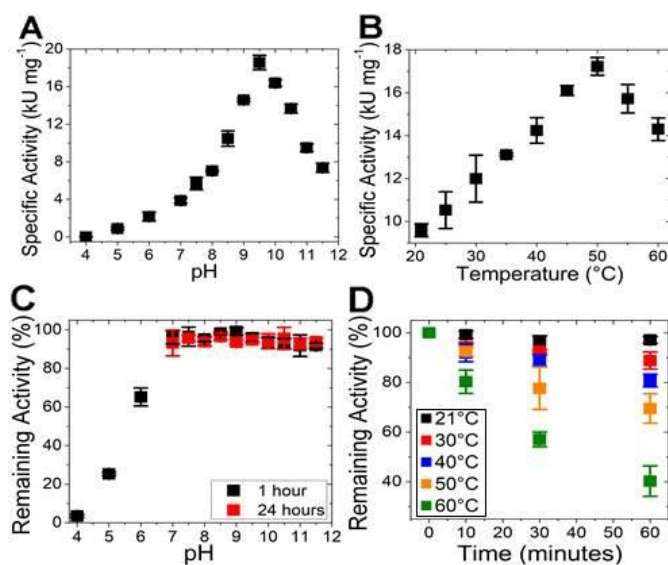 A
Specific Activity (kU mg⁻¹)
20
16
12
8
4
0
4 5 6 7 8 9 10 11 12
pH
B
Specific Activity (kU mg⁻¹)
18
16
14
12
10
20 30 40 50 60
Temperature (°C)
C
Remaining Activity (%)
100
80
60
40
20
0
4 5 6 7 8 9 10 11 12
pH
1 hour
24 hours
D
Remaining Activity (%)
100
80
60
40
0 10 20 30 40 50 60
Time (minutes)
21°C
30°C
40°C
50°C
60°C